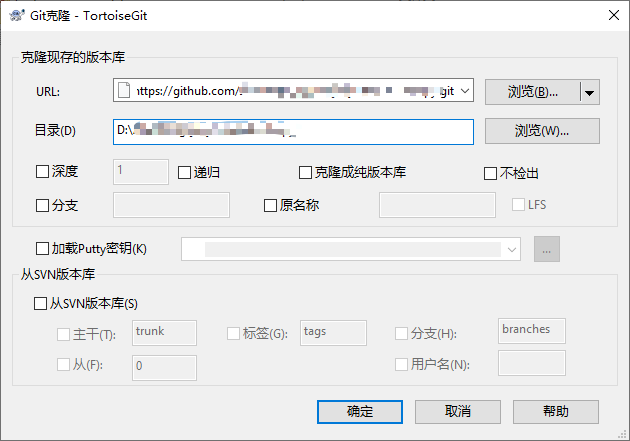 Git克隆 - TortoiseGit
克隆现存的版本库
URL: https://github.com/ git 浏览(B)...
目录(D) D:\ 浏览(W)...
深度 1 递归 克隆成纯版本库 不检出
分支 原名称 LFS
加载Putty密钥(K) ...
从SVN版本库
从SVN版本库(S)
主干(T): trunk 标签(G): tags 分支(H): branches
从(F): 0 用户名(N):
确定 取消 帮助